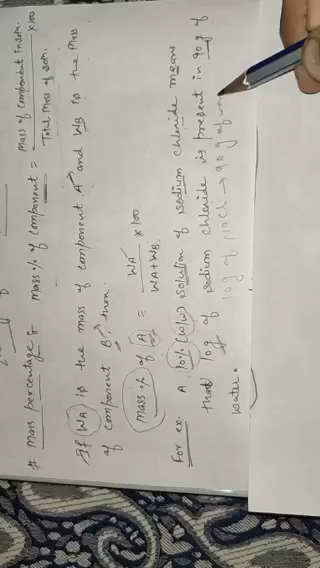 # Mass percentage :- Mass % of component = Mass of component in soln. / Total Mass of soln. x 100
If WA is the mass of component A and WB is the Mass
of component B, then
Mass % of A = WA / WA + WB x 100
For ex. A 10% (w/w) solution of sodium chloride means
that 10g of sodium chloride is present in 90g of
water.
10g of NaCl → 90g of